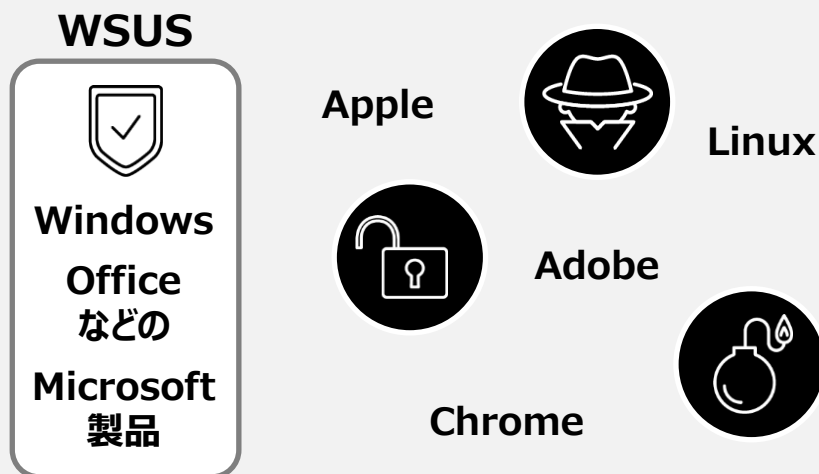 WSUS
Windows
Office
などの
Microsoft
製品
Apple
Linux
Adobe
Chrome